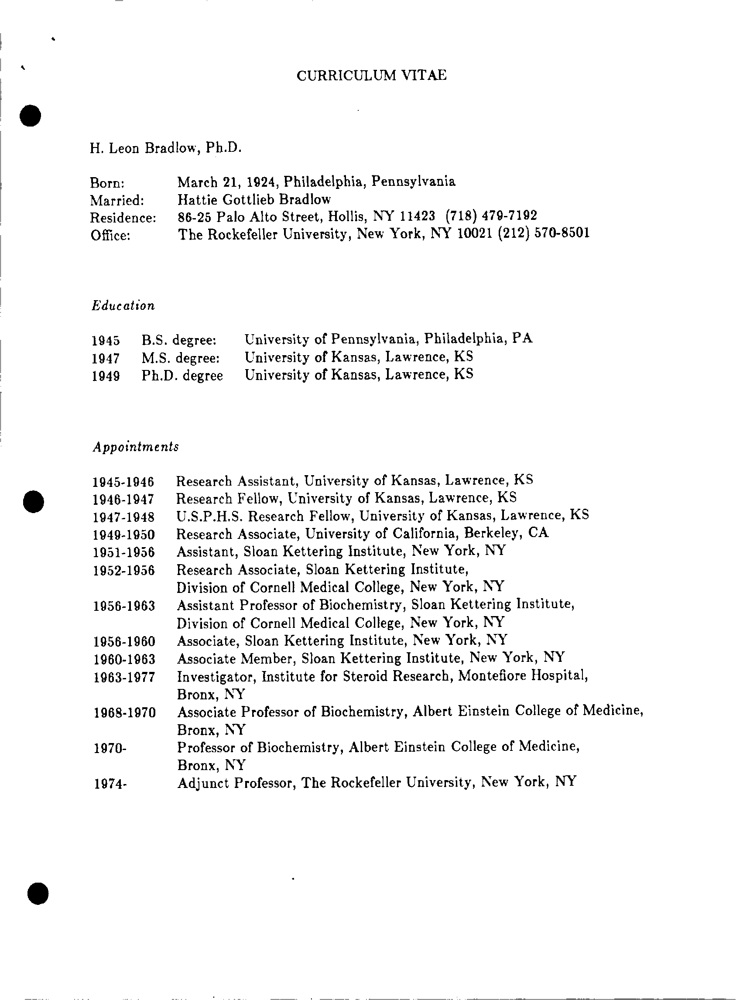 CURRICULUM VITAE
H. Leon Bradlow, Ph.D.
Born: March 21, 1924, Philadelphia, Pennsylvania
Married: Hattie Gottlieb Bradlow
Residence: 86-25 Palo Alto Street, Hollis, NY 11423 (718) 479-7192
Office: The Rockefeller University, New York, NY 10021 (212) 570-8501
Education
1945 B.S. degree: University of Pennsylvania, Philadelphia, PA
1947 M.S. degree: University of Kansas, Lawrence, KS
1949 Ph.D. degree University of Kansas, Lawrence, KS
Appointments
1945-1946 Research Assistant, University of Kansas, Lawrence, KS
1946-1947 Research Fellow, University of Kansas, Lawrence, KS
1947-1948 U.S.P.H.S. Research Fellow, University of Kansas, Lawrence, KS
1949-1950 Research Associate, University of California, Berkeley, CA
1951-1956 Assistant, Sloan Kettering Institute, New York, NY
1952-1956 Research Associate, Sloan Kettering Institute,
Division of Cornell Medical College, New York, NY
1956-1963 Assistant Professor of Biochemistry, Sloan Kettering Institute,
Division of Cornell Medical College, New York, NY
1956-1960 Associate, Sloan Kettering Institute, New York, NY
1960-1963 Associate Member, Sloan Kettering Institute, New York, NY
1963-1977 Investigator, Institute for Steroid Research, Montefiore Hospital,
Bronx, NY
1968-1970 Associate Professor of Biochemistry, Albert Einstein College of Medicine,
Bronx, NY
1970- Professor of Biochemistry, Albert Einstein College of Medicine,
Bronx, NY
1974- Adjunct Professor, The Rockefeller University, New York, NY